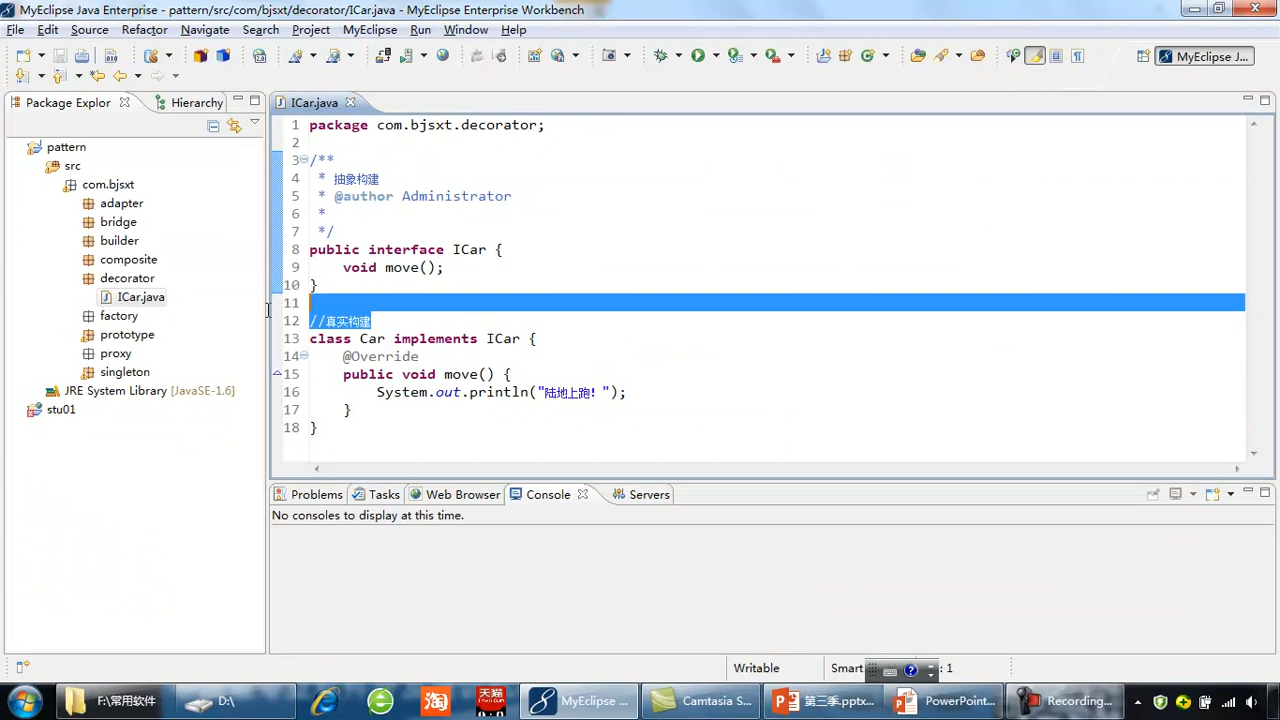 MyEclipse Java Enterprise - pattern/src/com/bjsxt/decorator/ICar.java - MyEclipse Enterprise Workbench
File Edit Source Refactor Navigate Search Project MyEclipse Run Window Help
MyEclipse J...
Package Explor
Hierarchy
pattern
src
com.bjsxt
adapter
bridge
builder
composite
decorator
ICar.java
factory
prototype
proxy
singleton
JRE System Library [JavaSE-1.6]
stu01
ICar.java
1 package com.bjsxt.decorator;
2
3 /**
4 * 抽象构建
5 * @author Administrator
6 *
7 */
8 public interface ICar {
9 void move();
10 }
11
12 //真实构建
13 class Car implements ICar {
14 @Override
15 public void move() {
16 System.out.println("陆地上跑!");
17 }
18 }
Problems Tasks Web Browser Console Servers
No consoles to display at this time.
Writable Smart : 1
F:\常用软件 D:\ 淘 天猫 TMALL.COM MyEclipse ... Camtasia S... 第三季.pptx... PowerPoint... Recording...